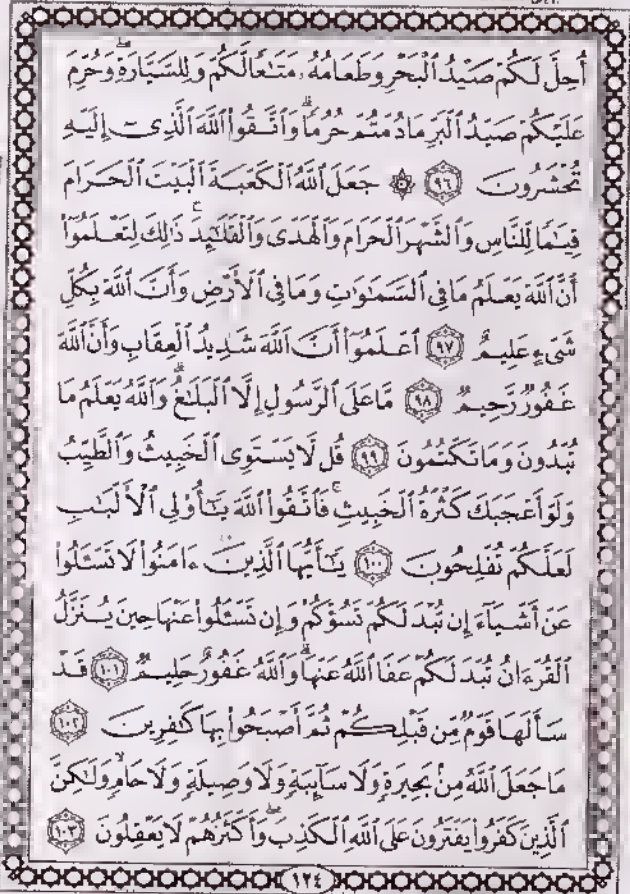 أُحِلَّ لَكُمْ صَيْدُ ٱلْبَحْرِ وَطَعَامُهُۥ مَتَٰعًا لَّكُمْ وَلِلسَّيَّارَةِ ۖ وَحُرِّمَ
عَلَيْكُمْ صَيْدُ ٱلْبَرِّ مَا دُمْتُمْ حُرُمًا ۗ وَٱتَّقُوا۟ ٱللَّهَ ٱلَّذِىٓ إِلَيْهِ
تُحْشَرُونَ ﴿٩٦﴾ ۞ جَعَلَ ٱللَّهُ ٱلْكَعْبَةَ ٱلْبَيْتَ ٱلْحَرَامَ
قِيَٰمًا لِّلنَّاسِ وَٱلشَّهْرَ ٱلْحَرَامَ وَٱلْهَدْىَ وَٱلْقَلَٰٓئِدَ ۚ ذَٰلِكَ لِتَعْلَمُوٓا۟
أَنَّ ٱللَّهَ يَعْلَمُ مَا فِى ٱلسَّمَٰوَٰتِ وَمَا فِى ٱلْأَرْضِ وَأَنَّ ٱللَّهَ بِكُلِّ
شَىْءٍ عَلِيمٌ ﴿٩٧﴾ ٱعْلَمُوٓا۟ أَنَّ ٱللَّهَ شَدِيدُ ٱلْعِقَابِ وَأَنَّ ٱللَّهَ
غَفُورٌ رَّحِيمٌ ﴿٩٨﴾ مَّا عَلَى ٱلرَّسُولِ إِلَّا ٱلْبَلَٰغُ ۗ وَٱللَّهُ يَعْلَمُ مَا
تُبْدُونَ وَمَا تَكْتُمُونَ ﴿٩٩﴾ قُل لَّا يَسْتَوِى ٱلْخَبِيثُ وَٱلطَّيِّبُ
وَلَوْ أَعْجَبَكَ كَثْرَةُ ٱلْخَبِيثِ ۚ فَٱتَّقُوا۟ ٱللَّهَ يَٰٓأُو۟لِى ٱلْأَلْبَٰبِ
لَعَلَّكُمْ تُفْلِحُونَ ﴿١٠٠﴾ يَٰٓأَيُّهَا ٱلَّذِينَ ءَامَنُوا۟ لَا تَسْـَٔلُوا۟
عَنْ أَشْيَآءَ إِن تُبْدَ لَكُمْ تَسُؤْكُمْ وَإِن تَسْـَٔلُوا۟ عَنْهَا حِينَ يُنَزَّلُ
ٱلْقُرْءَانُ تُبْدَ لَكُمْ عَفَا ٱللَّهُ عَنْهَا ۗ وَٱللَّهُ غَفُورٌ حَلِيمٌ ﴿١٠١﴾ قَدْ
سَأَلَهَا قَوْمٌ مِّن قَبْلِكُمْ ثُمَّ أَصْبَحُوا۟ بِهَا كَٰفِرِينَ ﴿١٠٢﴾
مَا جَعَلَ ٱللَّهُ مِنۢ بَحِيرَةٍ وَلَا سَآئِبَةٍ وَلَا وَصِيلَةٍ وَلَا حَامٍ ۙ وَلَٰكِنَّ
ٱلَّذِينَ كَفَرُوا۟ يَفْتَرُونَ عَلَى ٱللَّهِ ٱلْكَذِبَ ۖ وَأَكْثَرُهُمْ لَا يَعْقِلُونَ ﴿١٠٣﴾
١٢٤